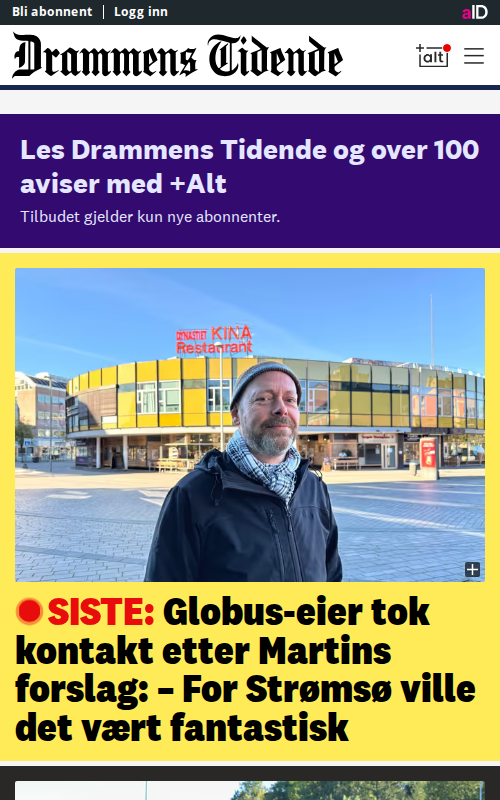 Bli abonnent Logg inn aID
Drammens Tidende +alt
Les Drammens Tidende og over 100
aviser med +Alt
Tilbudet gjelder kun nye abonnenter.
DYNASTIET KINA
Restaurant
SISTE: Globus-eier tok
kontakt etter Martins
forslag: – For Strømsø ville
det vært fantastisk